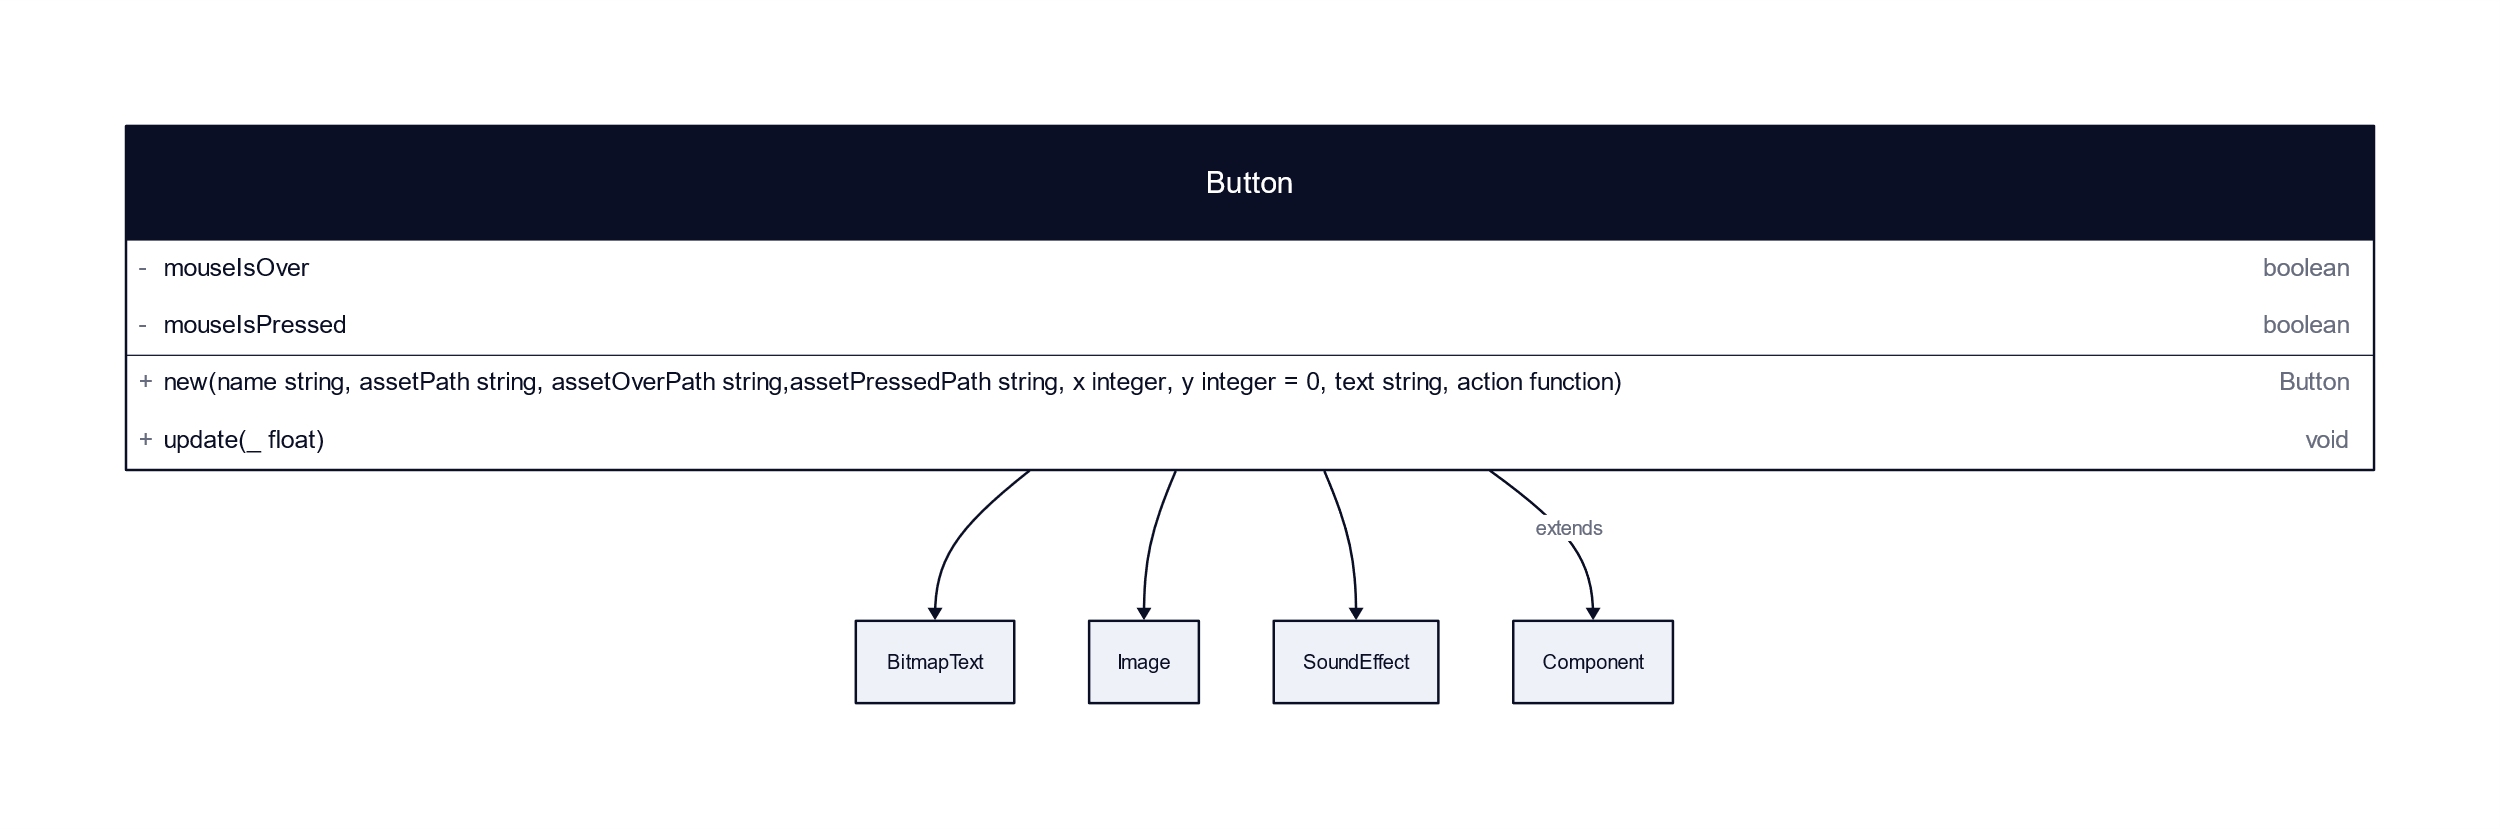 Button
- mouseIsOver boolean
- mouseIsPressed boolean
+ new(name string, assetPath string, assetOverPath string,assetPressedPath string, x integer, y integer = 0, text string, action function) Button
+ update(_ float) void
extends
BitmapText Image SoundEffect Component